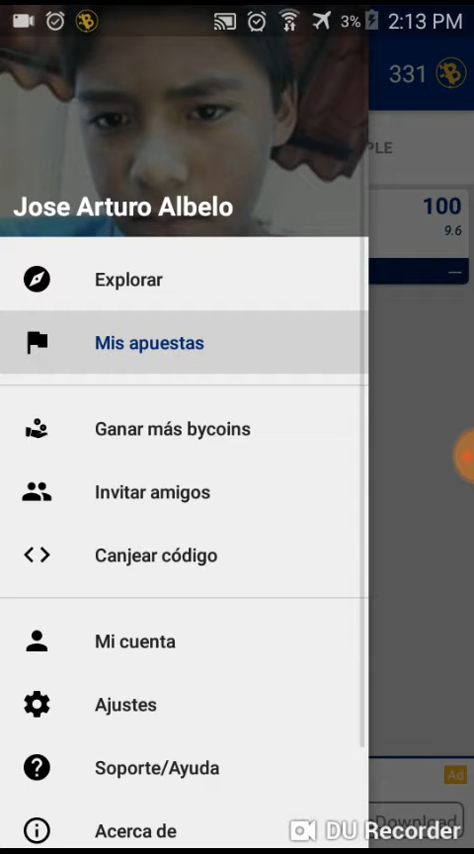 3% 2:13 PM
331
PLE
Jose Arturo Albelo
100
9.6
Explorar
Mis apuestas
Ganar más bycoins
Invitar amigos
Canjear código
Mi cuenta
Ajustes
Soporte/Ayuda
Ad
Download
Acerca de
DU Recorder